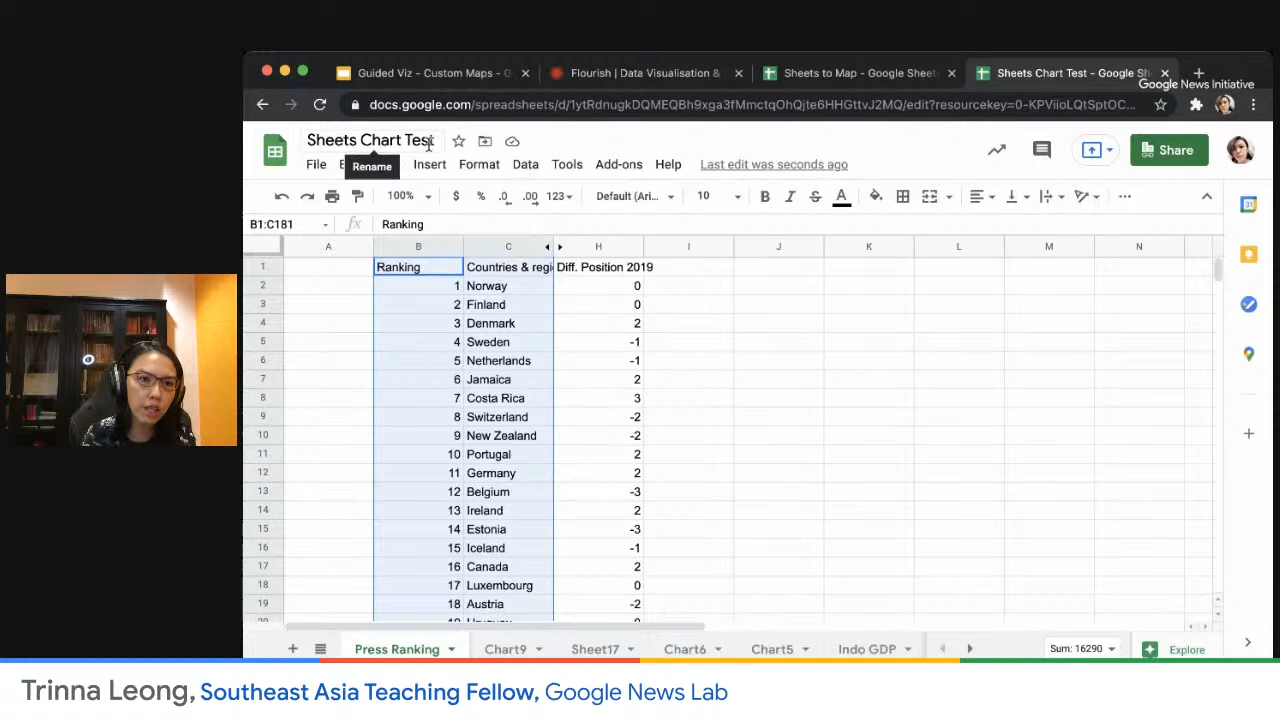 Guided Viz - Custom Maps - G
Flourish | Data Visualisation &
Sheets to Map - Google Sheet
Sheets Chart Test - Google Sh
Google News Initiative
docs.google.com/spreadsheets/d/1ytRdnugkDQMEQBh9xga3fMmctqOhQjte6HHGttvJ2MQ/edit?resourcekey=0-KPViioLQtSptOC...
Sheets Chart Test
Share
File E Insert Format Data Tools Add-ons Help Last edit was seconds ago
Rename
100% $ % .0 .00 123 Default (Ari... 10 B I S A ...
B1:C181 fx Ranking
A B C H I J K L M N
1 Ranking Countries & regi Diff. Position 2019
2 1 Norway 0
3 2 Finland 0
4 3 Denmark 2
5 4 Sweden -1
6 5 Netherlands -1
7 6 Jamaica 2
8 7 Costa Rica 3
9 8 Switzerland -2
10 9 New Zealand -2
11 10 Portugal 2
12 11 Germany 2
13 12 Belgium -3
14 13 Ireland 2
15 14 Estonia -3
16 15 Iceland -1
17 16 Canada 2
18 17 Luxembourg 0
19 18 Austria -2
Press Ranking Chart9 Sheet17 Chart6 Chart5 Indo GDP Sum: 16290 Explore
Trinna Leong, Southeast Asia Teaching Fellow, Google News Lab